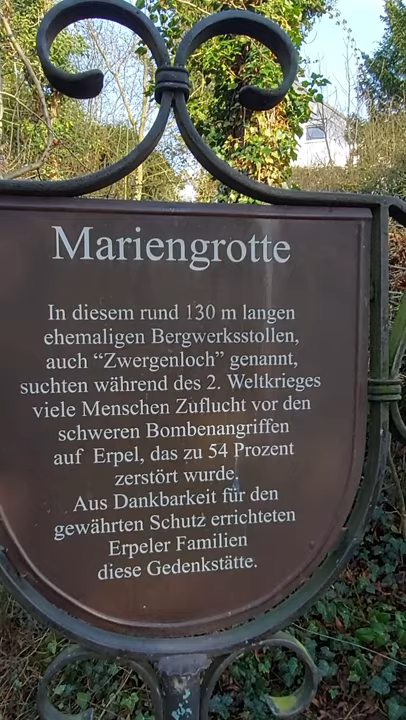 Mariengrotte
In diesem rund 130 m langen
ehemaligen Bergwerksstollen,
auch “Zwergenloch” genannt,
suchten während des 2. Weltkrieges
viele Menschen Zuflucht vor den
schweren Bombenangriffen
auf Erpel, das zu 54 Prozent
zerstört wurde.
Aus Dankbarkeit für den
gewährten Schutz errichteten
Erpeler Familien
diese Gedenkstätte.